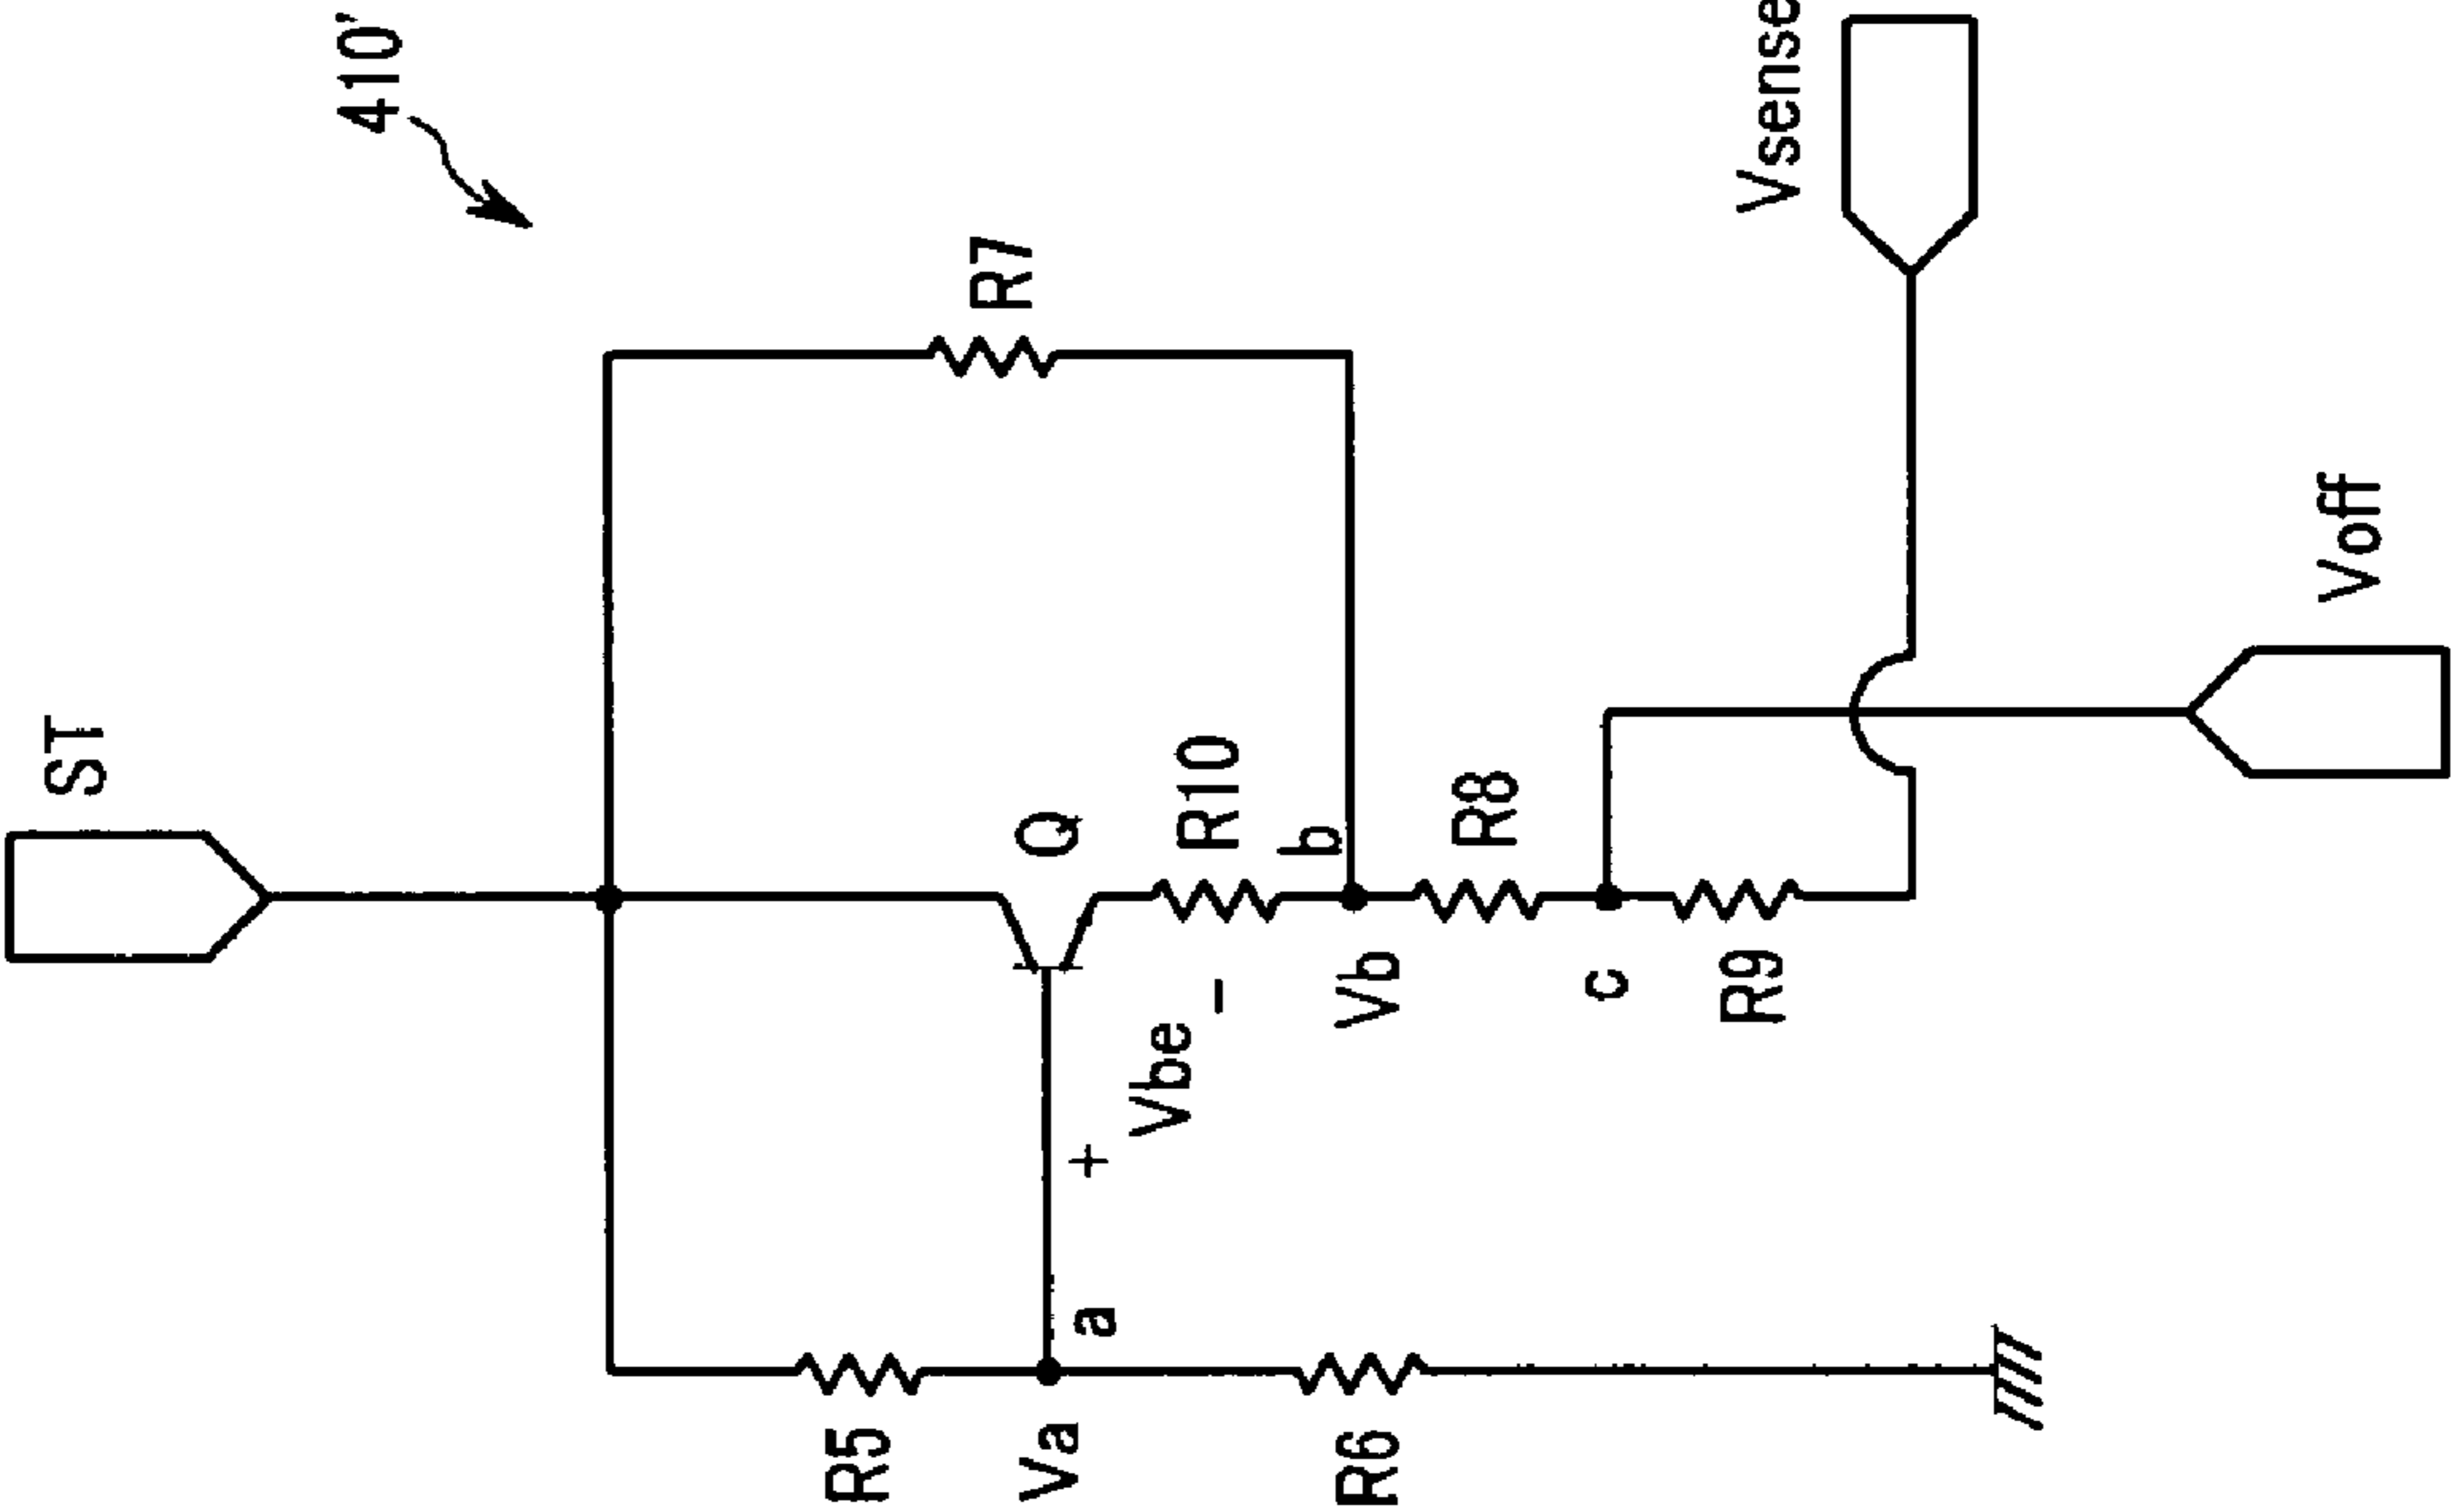 410'
ST
R7
Vsense
Q
R10
b
R8
Voff
Vbe
+
−
Vb
c
R9
a
R5
Va
R6